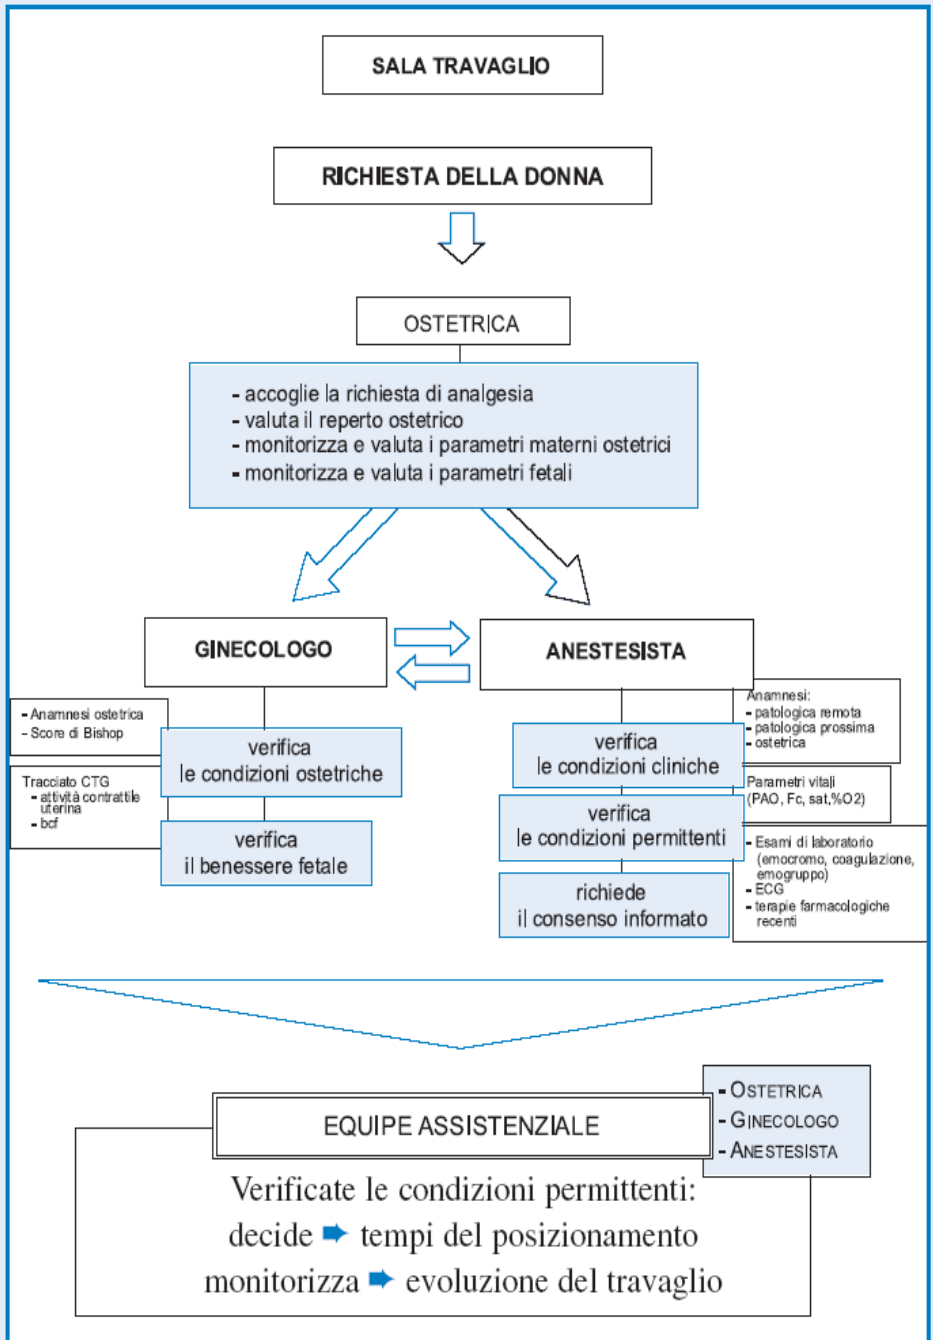 SALA TRAVAGLIO
RICHIESTA DELLA DONNA
OSTETRICA
- accoglie la richiesta di analgesia
- valuta il reperto ostetrico
- monitorizza e valuta i parametri materni ostetrici
- monitorizza e valuta i parametri fetali
GINECOLOGO
- Anamnesi ostetrica
- Score di Bishop
verifica
le condizioni ostetriche
Tracciato CTG
- attività contrattile
uterina
- bcf
verifica
il benessere fetale
ANESTESISTA
Anamnesi:
- patologica remota
- patologica prossima
- ostetrica
verifica
le condizioni cliniche
Parametri vitali
(PAO, Fc, sat,%O2)
verifica
le condizioni permittenti
- Esami di laboratorio
(emocromo, coagulazione,
emogruppo)
- ECG
- terapie farmacologiche
recenti
richiede
il consenso informato
EQUIPE ASSISTENZIALE
- OSTETRICA
- GINECOLOGO
- ANESTESISTA
Verificate le condizioni permittenti:
decide ➨ tempi del posizionamento
monitorizza ➨ evoluzione del travaglio